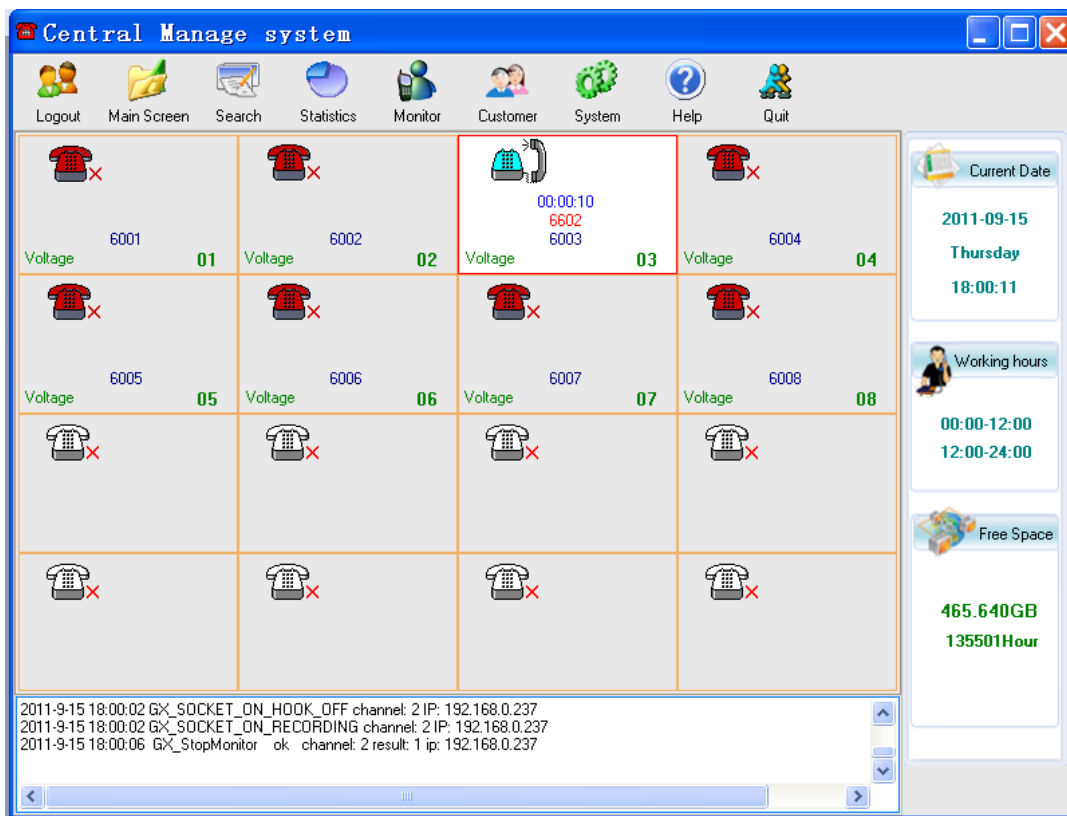 Central Manage system
Logout Main Screen Search Statistics Monitor Customer System Help Quit
6001
Voltage 01
6002
Voltage 02
00:00:10
6602
6003
Voltage 03
6004
Voltage 04
6005
Voltage 05
6006
Voltage 06
6007
Voltage 07
6008
Voltage 08
Current Date
2011-09-15
Thursday
18:00:11
Working hours
00:00-12:00
12:00-24:00
Free Space
465.640GB
135501Hour
2011-9-15 18:00:02 GX_SOCKET_ON_HOOK_OFF channel: 2 IP: 192.168.0.237
2011-9-15 18:00:02 GX_SOCKET_ON_RECORDING channel: 2 IP: 192.168.0.237
2011-9-15 18:00:06 GX_StopMonitor ok channel: 2 result: 1 ip: 192.168.0.237